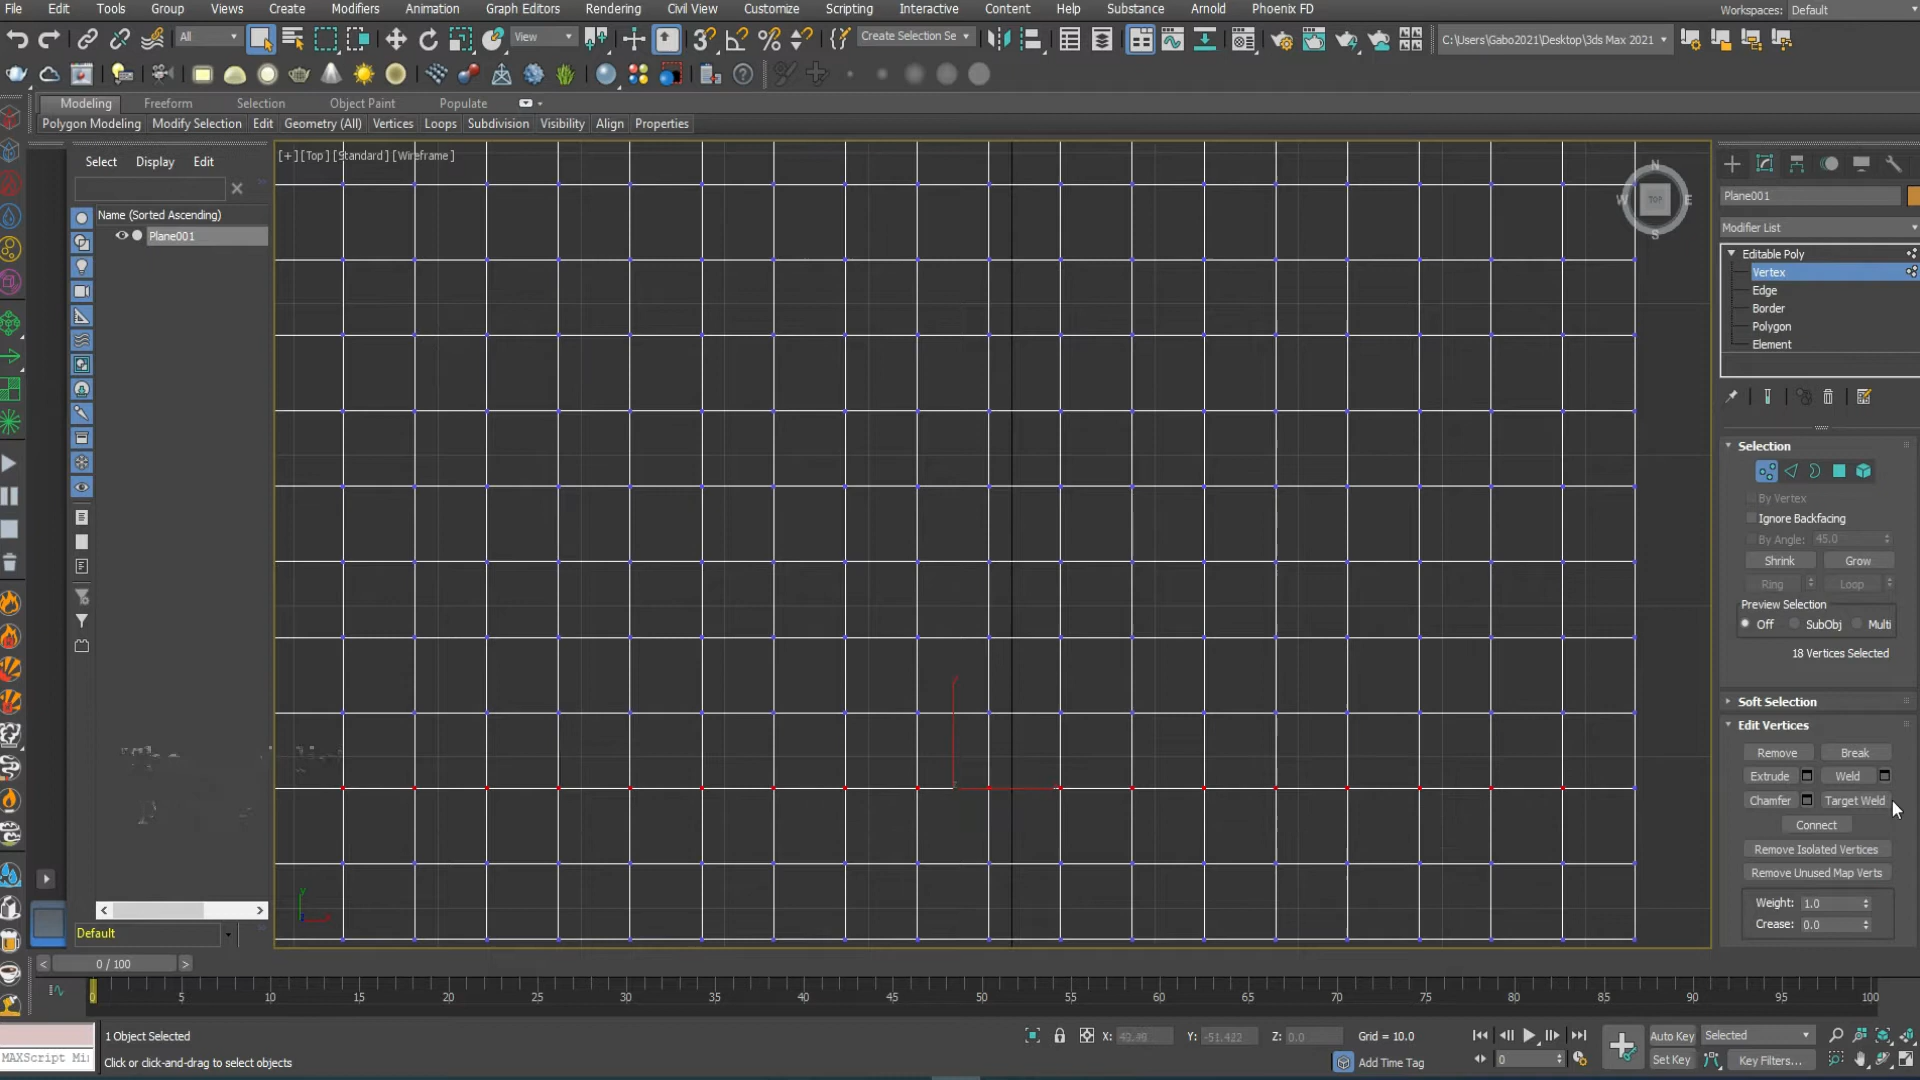 File Edit Tools Group Views Create Modifiers Animation Graph Editors Rendering Civil View Customize Scripting Interactive Content Help Substance Arnold Phoenix FD Workspaces: Default
All View Create Selection Se C:\Users\Gabo2021\Desktop\3ds Max 2021
Modeling Freeform Selection Object Paint Populate
Polygon Modeling Modify Selection Edit Geometry (All) Vertices Loops Subdivision Visibility Align Properties
Select Display Edit
Name (Sorted Ascending)
Plane001
Default
[+] [Top] [Standard] [Wireframe]
N
W TOP E
S
y
Plane001
Modifier List
Editable Poly
Vertex
Edge
Border
Polygon
Element
Selection
By Vertex
Ignore Backfacing
By Angle: 45.0
Shrink Grow
Ring Loop
Preview Selection
Off SubObj Multi
18 Vertices Selected
Soft Selection
Edit Vertices
Remove Break
Extrude Weld
Chamfer Target Weld
Connect
Remove Isolated Vertices
Remove Unused Map Verts
Weight: 1.0
Crease: 0.0
< 0 / 100 >
0 5 10 15 20 25 30 35 40 45 50 55 60 65 70 75 80 85 90 95 100
1 Object Selected X: Y: -51.422 Z: 0.0 Grid = 10.0 Auto Key Selected
MAXScript Mi Click or click-and-drag to select objects Add Time Tag 0 Set Key Key Filters...